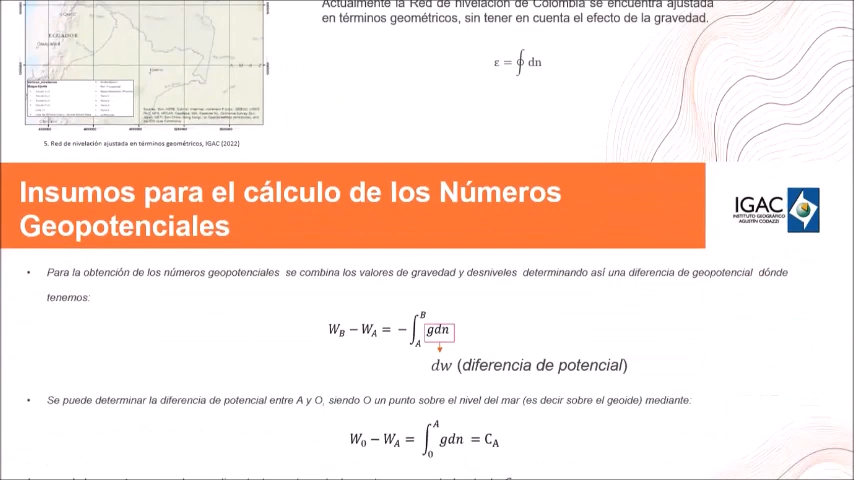 Actualmente la Red de nivelación de Colombia se encuentra ajustada
en términos geométricos, sin tener en cuenta el efecto de la gravedad.
ε = ∮ dn
ECUADOR
5. Red de nivelación ajustada en términos geométricos, IGAC (2022)
Insumos para el cálculo de los Números
Geopotenciales
IGAC
INSTITUTO GEOGRÁFICO
AGUSTÍN CODAZZI
• Para la obtención de los números geopotenciales se combina los valores de gravedad y desniveles determinando así una diferencia de geopotencial dónde
tenemos:
W_B − W_A = − ∫_A^B gdn
dw (diferencia de potencial)
• Se puede determinar la diferencia de potencial entre A y O, siendo O un punto sobre el nivel del mar (es decir sobre el geoide) mediante:
W_0 − W_A = ∫_0^A gdn = C_A